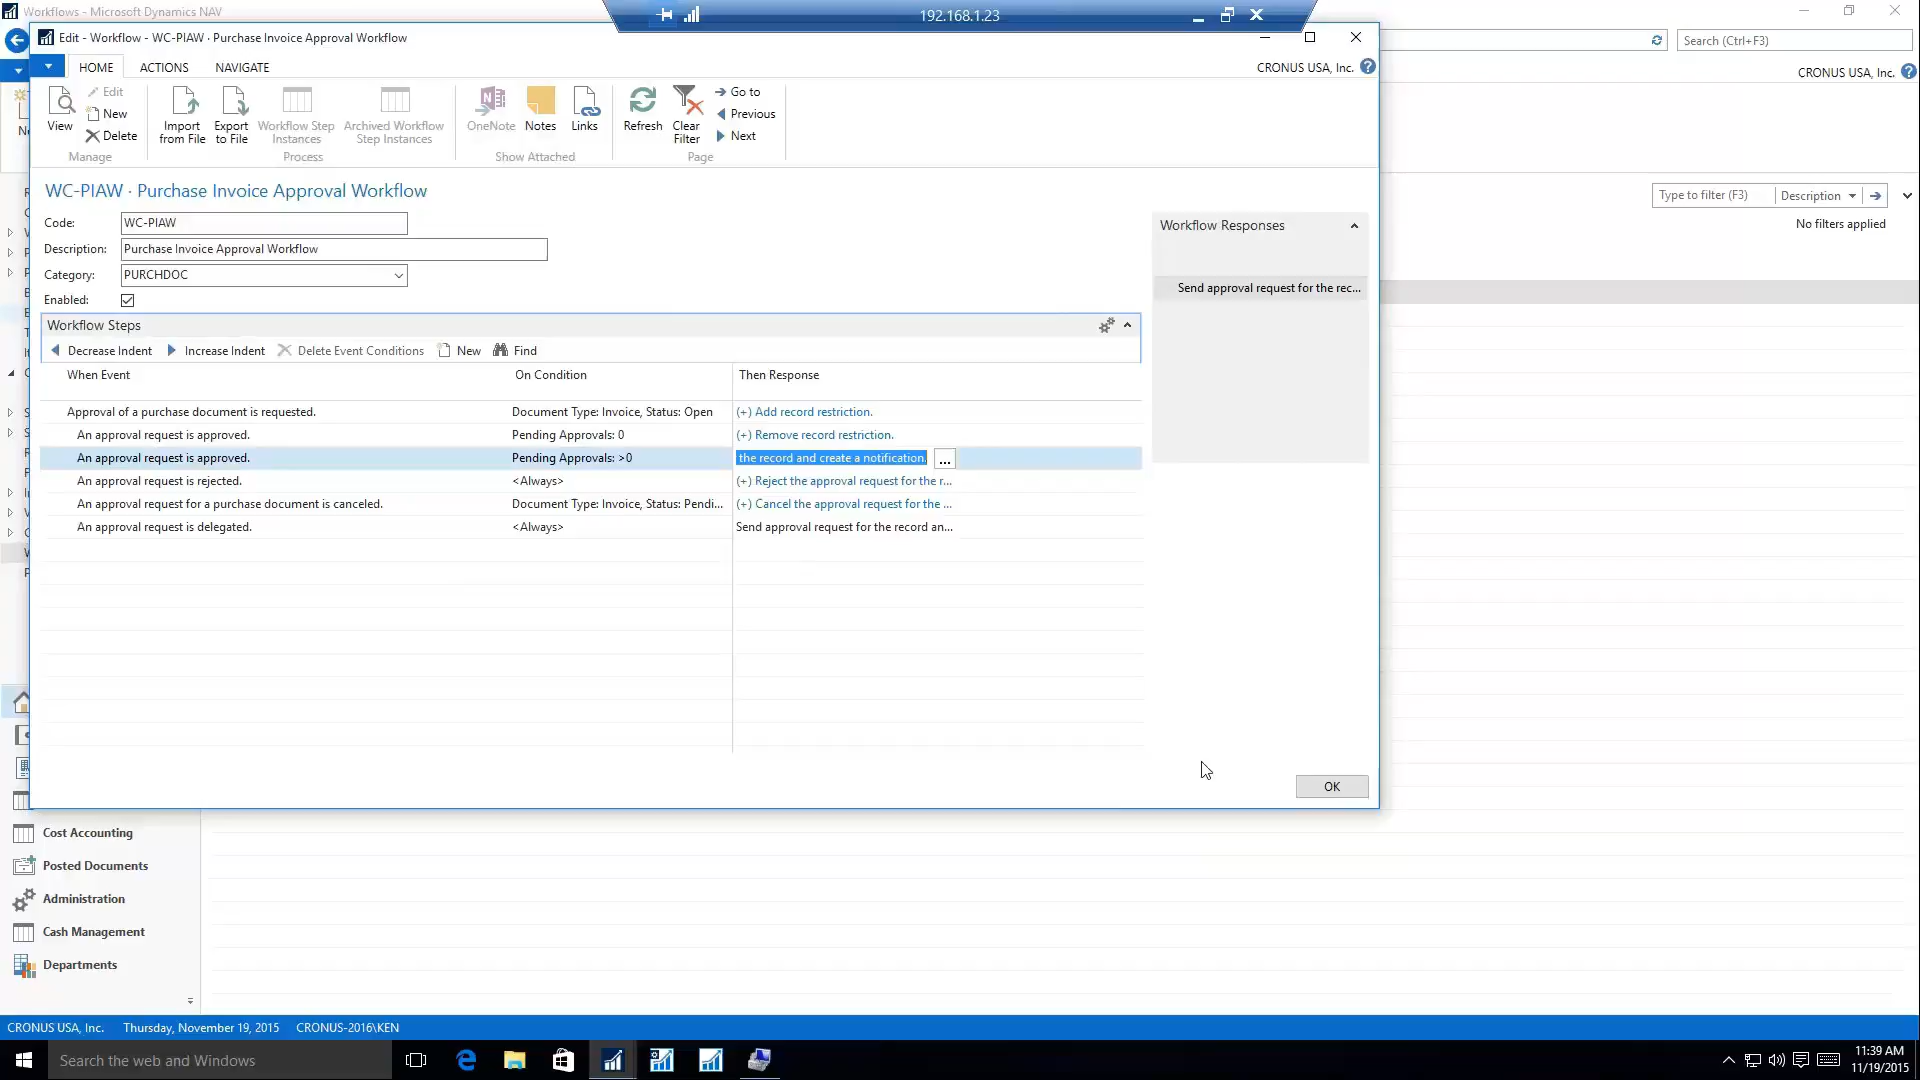 Workflows - Microsoft Dynamics NAV
192.168.1.23
Edit - Workflow - WC-PIAW · Purchase Invoice Approval Workflow
Search (Ctrl+F3)
HOME
ACTIONS
NAVIGATE
CRONUS USA, Inc.
CRONUS USA, Inc.
View
Edit
New
Delete
Manage
Import from File
Export to File
Workflow Step Instances
Archived Workflow Step Instances
Process
OneNote
Notes
Links
Show Attached
Refresh
Clear Filter
Go to
Previous
Next
Page
WC-PIAW · Purchase Invoice Approval Workflow
Type to filter (F3)
Description
No filters applied
Code:
WC-PIAW
Description:
Purchase Invoice Approval Workflow
Category:
PURCHDOC
Enabled:
Workflow Responses
Send approval request for the rec...
Workflow Steps
Decrease Indent
Increase Indent
Delete Event Conditions
New
Find
When Event
On Condition
Then Response
Approval of a purchase document is requested.
Document Type: Invoice, Status: Open
(+) Add record restriction.
An approval request is approved.
Pending Approvals: 0
(+) Remove record restriction.
An approval request is approved.
Pending Approvals: >0
the record and create a notification.
...
An approval request is rejected.
<Always>
(+) Reject the approval request for the r...
An approval request for a purchase document is canceled.
Document Type: Invoice, Status: Pendi...
(+) Cancel the approval request for the ...
An approval request is delegated.
<Always>
Send approval request for the record an...
OK
Cost Accounting
Posted Documents
Administration
Cash Management
Departments
CRONUS USA, Inc.
Thursday, November 19, 2015
CRONUS-2016\KEN
Search the web and Windows
11:39 AM
11/19/2015